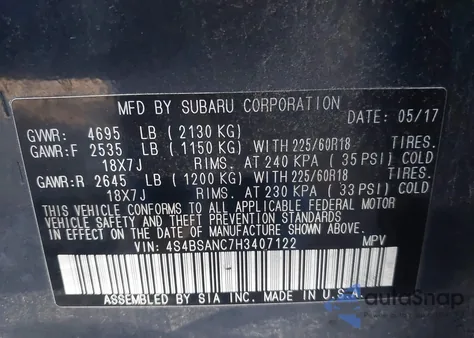 MFD BY SUBARU CORPORATION
DATE: 05/17
GVWR: 4695 LB (2130 KG)
GAWR:F 2535 LB (1150 KG) WITH 225/60R18 TIRES.
18X7J RIMS. AT 240 KPA (35 PSI) COLD
GAWR:R 2645 LB (1200 KG) WITH 225/60R18 TIRES.
18X7J RIMS. AT 230 KPA (33 PSI) COLD
THIS VEHICLE CONFORMS TO ALL APPLICABLE FEDERAL MOTOR
VEHICLE SAFETY, BUMPER, AND THEFT PREVENTION STANDARDS
IN EFFECT ON THE DATE OF MANUFACTURE SHOWN ABOVE.
VIN: 4S4BSANC7H3407122 MPV
ASSEMBLED BY SIA INC. MADE IN U.S.A.
autoSnap